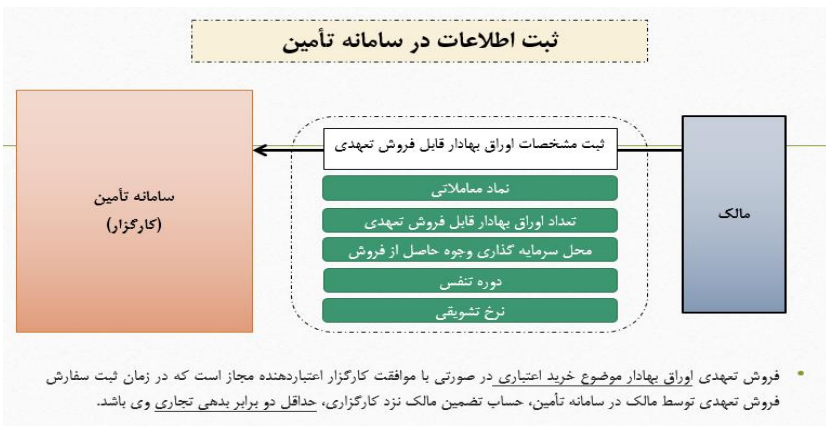 ثبت اطلاعات در سامانه تأمین
مالک
ثبت مشخصات اوراق بهادار قابل فروش تعهدی
نماد معاملاتی
تعداد اوراق بهادار قابل فروش تعهدی
محل سرمایه گذاری وجوه حاصل از فروش
دوره تنفس
نرخ تشویقی
سامانه تأمین
(کارگزار)
• فروش تعهدی اوراق بهادار موضوع خرید اعتباری در صورتی با موافقت کارگزار اعتباردهنده مجاز است که در زمان ثبت سفارش
فروش تعهدی توسط مالک در سامانه تأمین، حساب تضمین مالک نزد کارگزاری، حداقل دو برابر بدهی تجاری وی باشد.